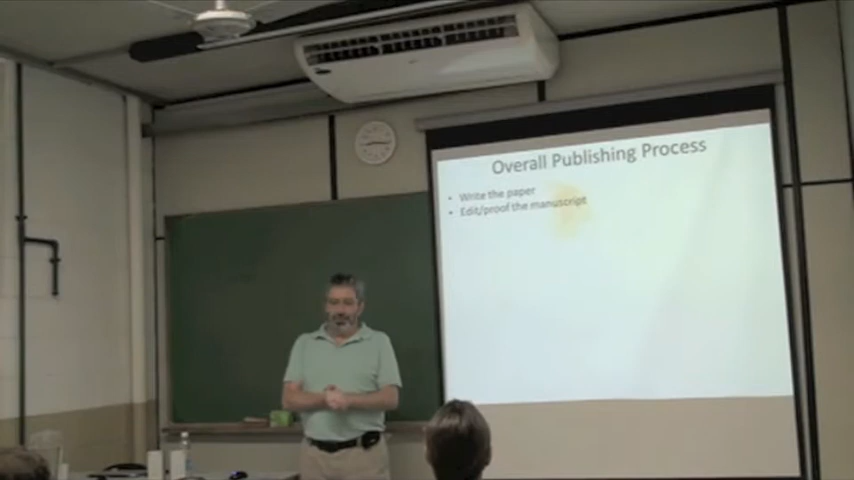 Overall Publishing Process
• Write the paper
• Edit/proof the manuscript